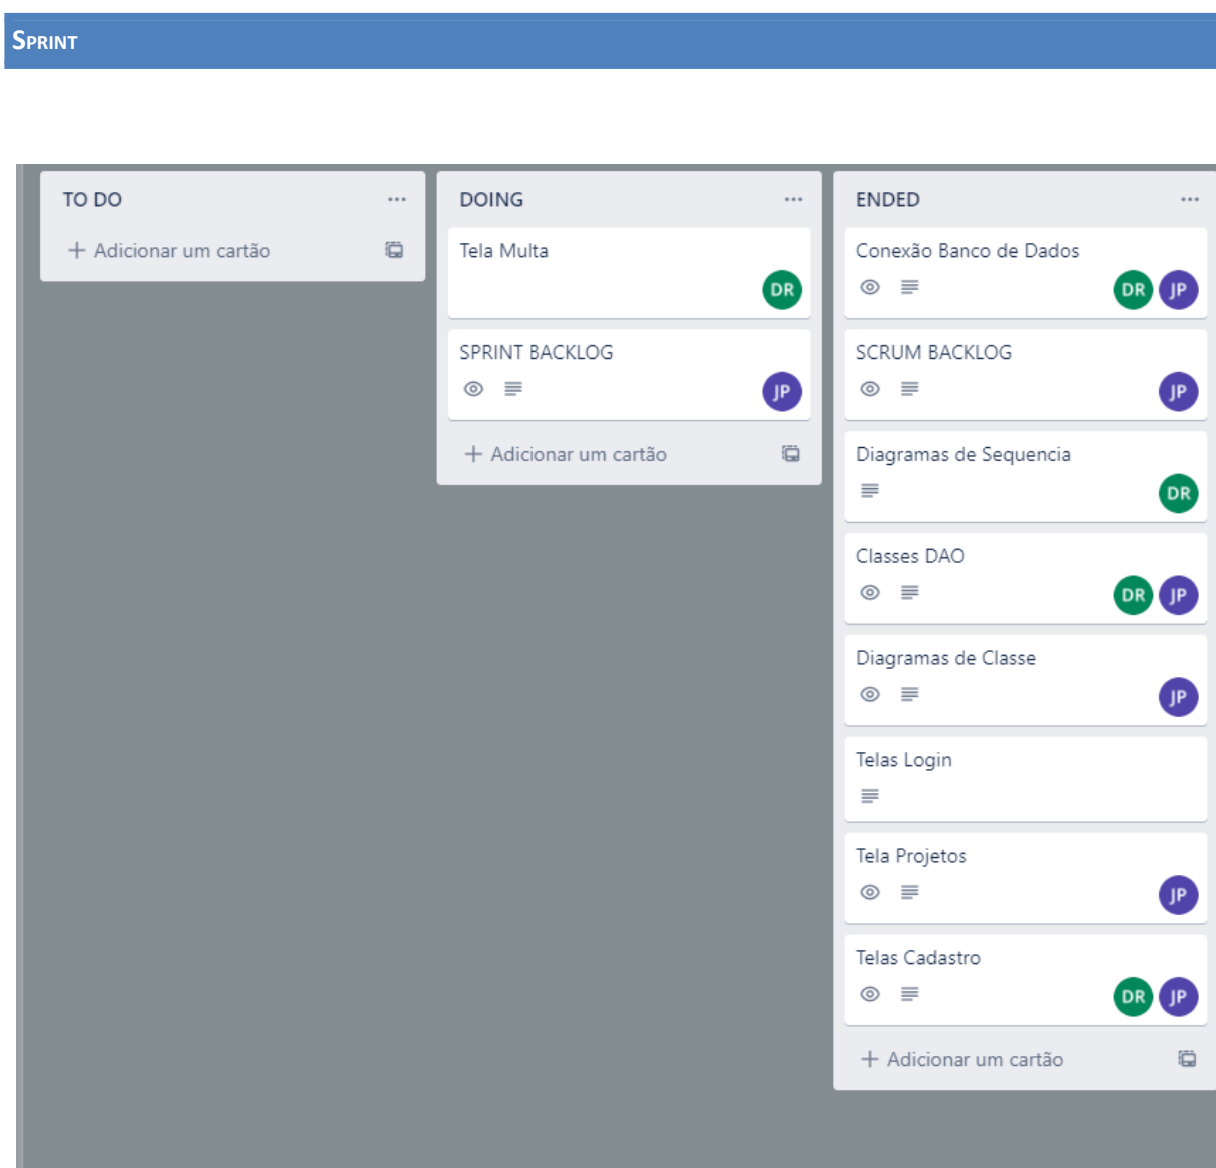 SPRINT
TO DO
Adicionar um cartão
DOING
Tela Multa
DR
SPRINT BACKLOG
JP
Adicionar um cartão
ENDED
Conexão Banco de Dados
DR JP
SCRUM BACKLOG
JP
Diagramas de Sequencia
DR
Classes DAO
DR JP
Diagramas de Classe
JP
Telas Login
Tela Projetos
JP
Telas Cadastro
DR JP
Adicionar um cartão